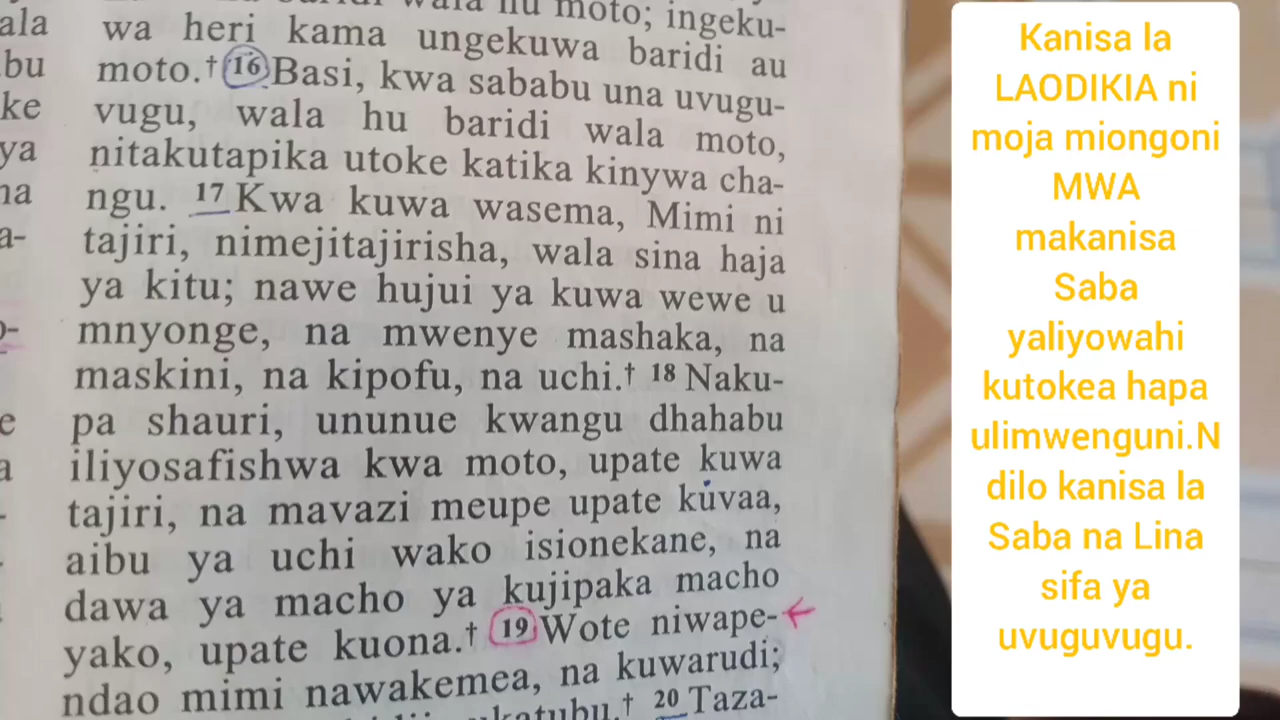 wala hu moto; ingeku-
wa heri kama ungekuwa baridi au
moto.† 16 Basi, kwa sababu una uvugu-
vugu, wala hu baridi wala moto,
nitakutapika utoke katika kinywa cha-
ngu. 17 Kwa kuwa wasema, Mimi ni
tajiri, nimejitajirisha, wala sina haja
ya kitu; nawe hujui ya kuwa wewe u
mnyonge, na mwenye mashaka, na
maskini, na kipofu, na uchi.† 18 Naku-
pa shauri, ununue kwangu dhahabu
iliyosafishwa kwa moto, upate kuwa
tajiri, na mavazi meupe upate kuvaa,
aibu ya uchi wako isionekane, na
dawa ya macho ya kujipaka macho
yako, upate kuona.† 19 Wote niwape-
ndao mimi nawakemea, na kuwarudi;
20 Taza-
Kanisa la
LAODIKIA ni
moja miongoni
MWA
makanisa
Saba
yaliyowahi
kutokea hapa
ulimwenguni.N
dilo kanisa la
Saba na Lina
sifa ya
uvuguvugu.